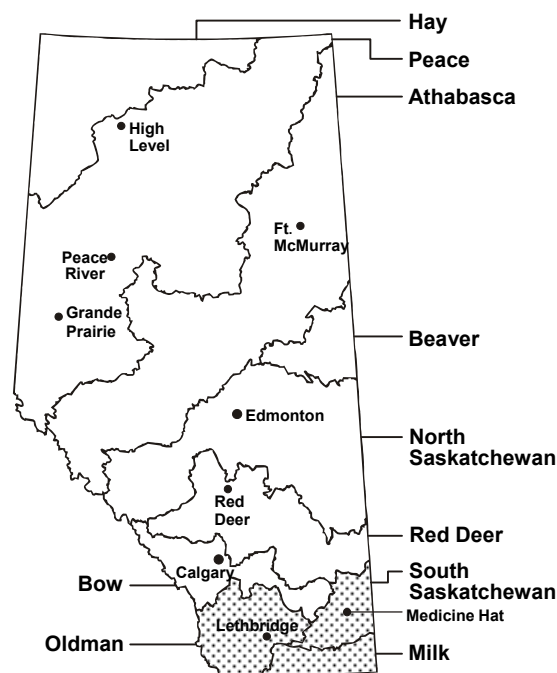 Hay
Peace
Athabasca
High
Level
Ft.
McMurray
Peace
River
Grande
Prairie
Beaver
Edmonton
North
Saskatchewan
Red
Deer
Red Deer
Calgary
South
Saskatchewan
Bow
Medicine Hat
Lethbridge
Oldman
Milk